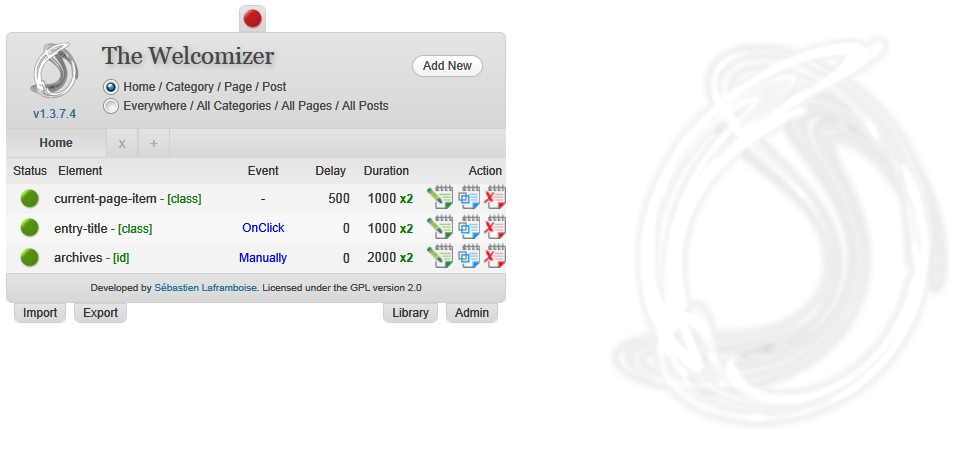 The Welcomizer
Add New
Home / Category / Page / Post
Everywhere / All Categories / All Pages / All Posts
v1.3.7.4
Home x +
Status Element Event Delay Duration Action
current-page-item - [class] - 500 1000 x2
entry-title - [class] OnClick 0 1000 x2
archives - [id] Manually 0 2000 x2
Developed by Sébastien Laframboise. Licensed under the GPL version 2.0
Import Export Library Admin